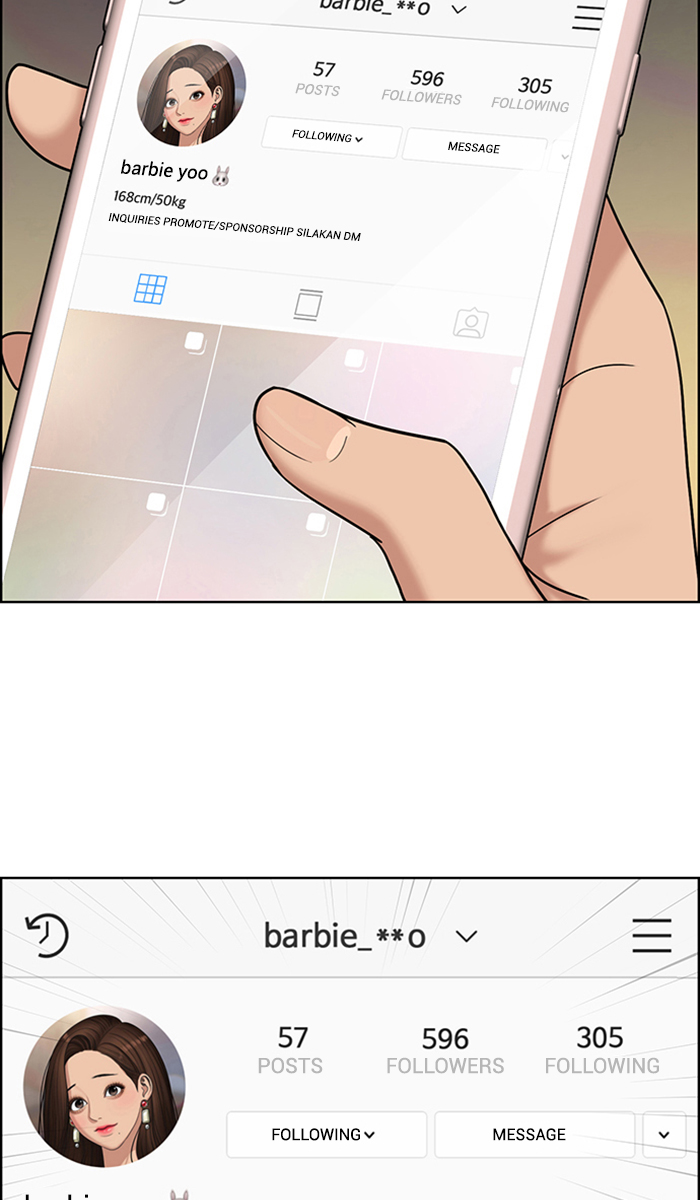 barbie_**o
57 596 305
POSTS FOLLOWERS FOLLOWING
FOLLOWING MESSAGE
barbie yoo
168cm/50kg
INQUIRIES PROMOTE/SPONSORSHIP SILAKAN DM
barbie_**o
57 596 305
POSTS FOLLOWERS FOLLOWING
FOLLOWING MESSAGE